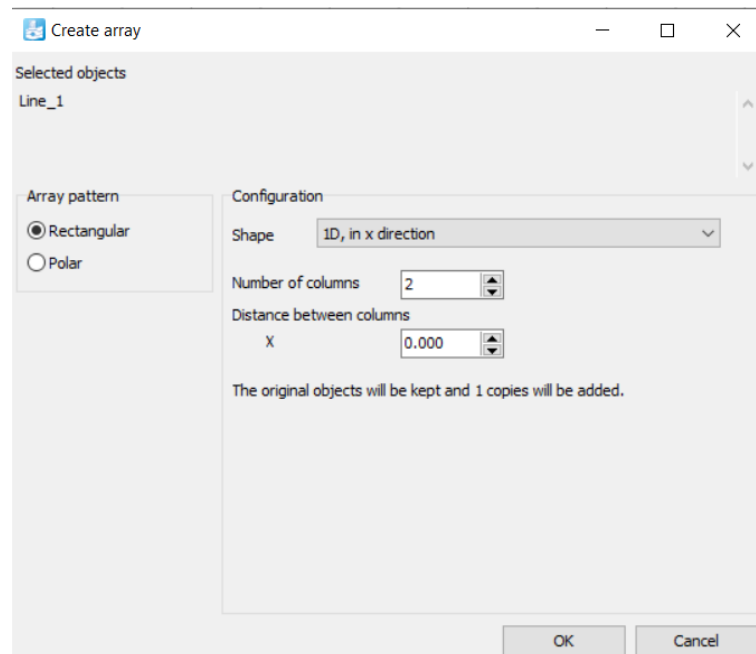 Create array
Selected objects
Line_1
Array pattern
Rectangular
Polar
Configuration
Shape 1D, in x direction
Number of columns 2
Distance between columns
X 0.000
The original objects will be kept and 1 copies will be added.
OK Cancel